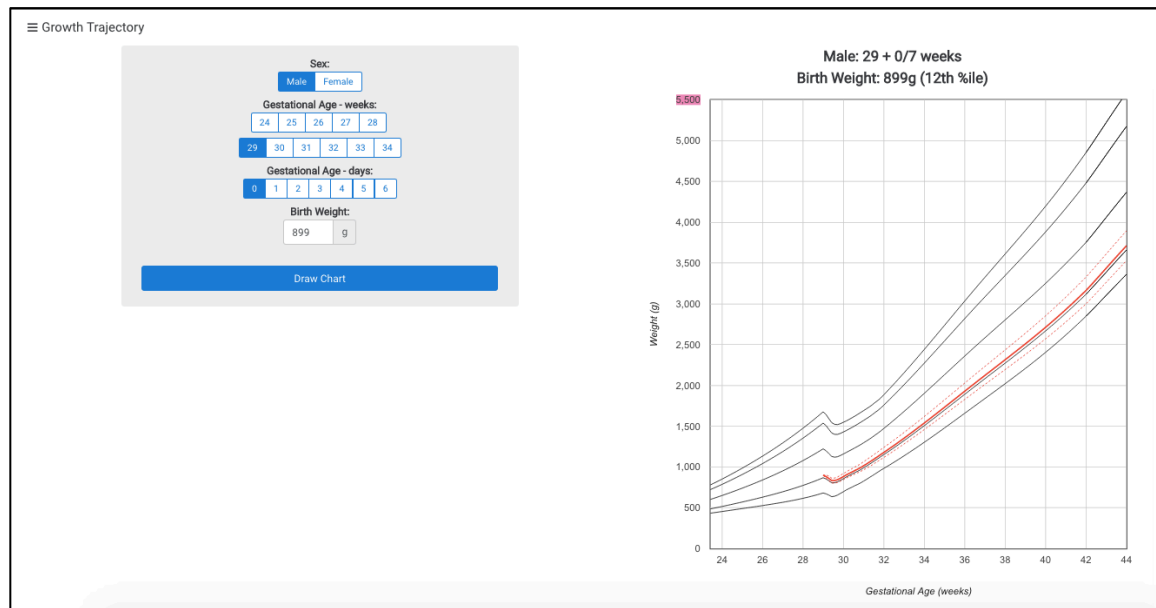 ≡ Growth Trajectory
Sex:
Male Female
Gestational Age - weeks:
24 25 26 27 28
29 30 31 32 33 34
Gestational Age - days:
0 1 2 3 4 5 6
Birth Weight:
899 g
Draw Chart
Male: 29 + 0/7 weeks
Birth Weight: 899g (12th %ile)
5,500
5,000
4,500
4,000
3,500
3,000
2,500
2,000
1,500
1,000
500
0
Weight (g)
24 26 28 30 32 34 36 38 40 42 44
Gestational Age (weeks)